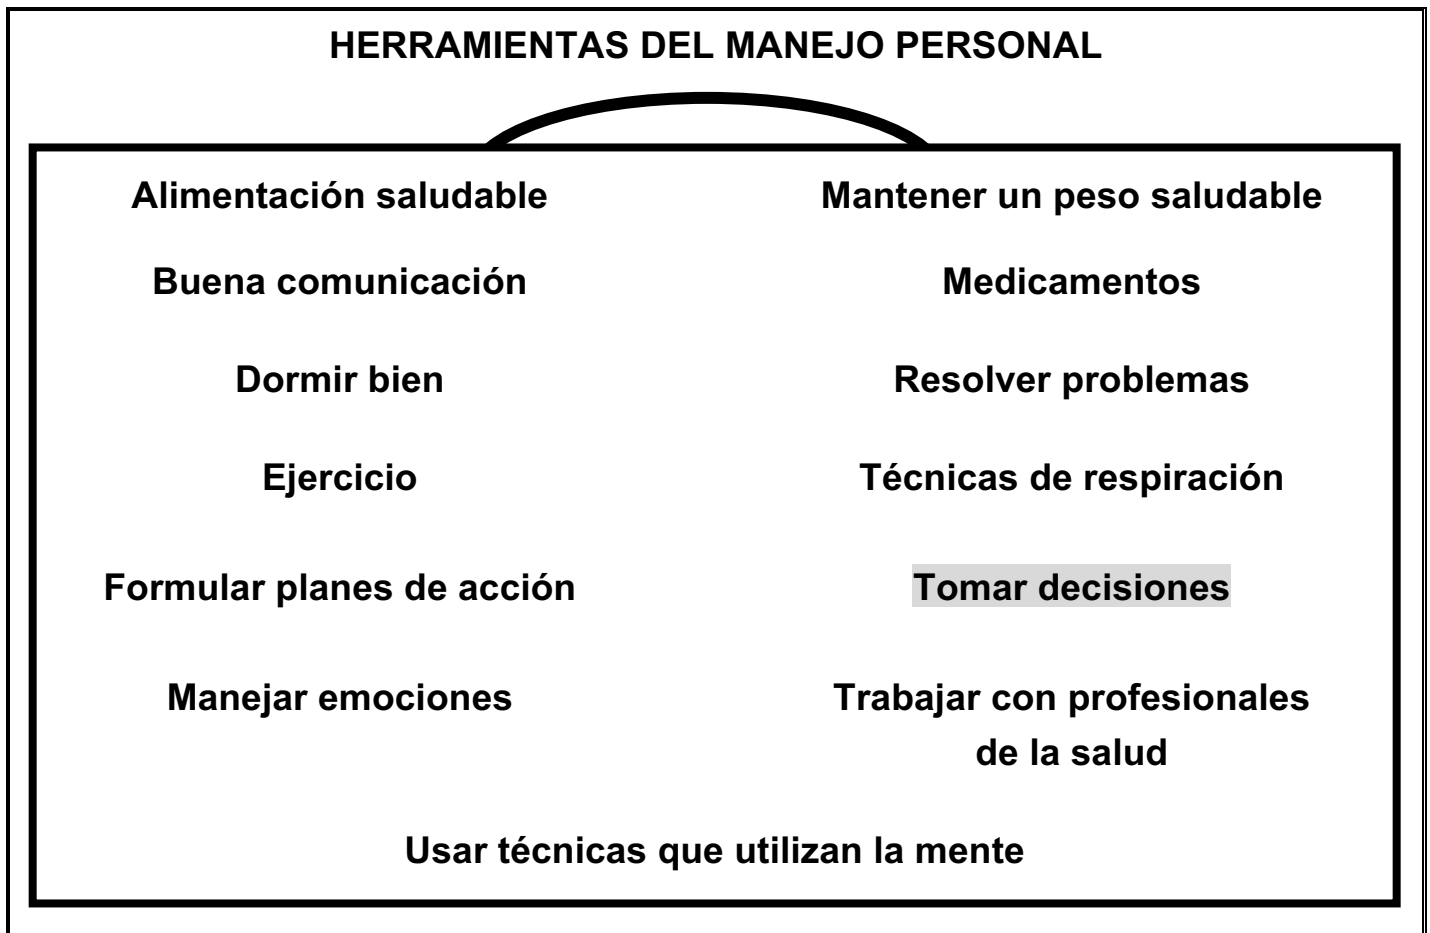 HERRAMIENTAS DEL MANEJO PERSONAL
Alimentación saludable
Mantener un peso saludable
Buena comunicación
Medicamentos
Dormir bien
Resolver problemas
Ejercicio
Técnicas de respiración
Formular planes de acción
Tomar decisiones
Manejar emociones
Trabajar con profesionales
de la salud
Usar técnicas que utilizan la mente